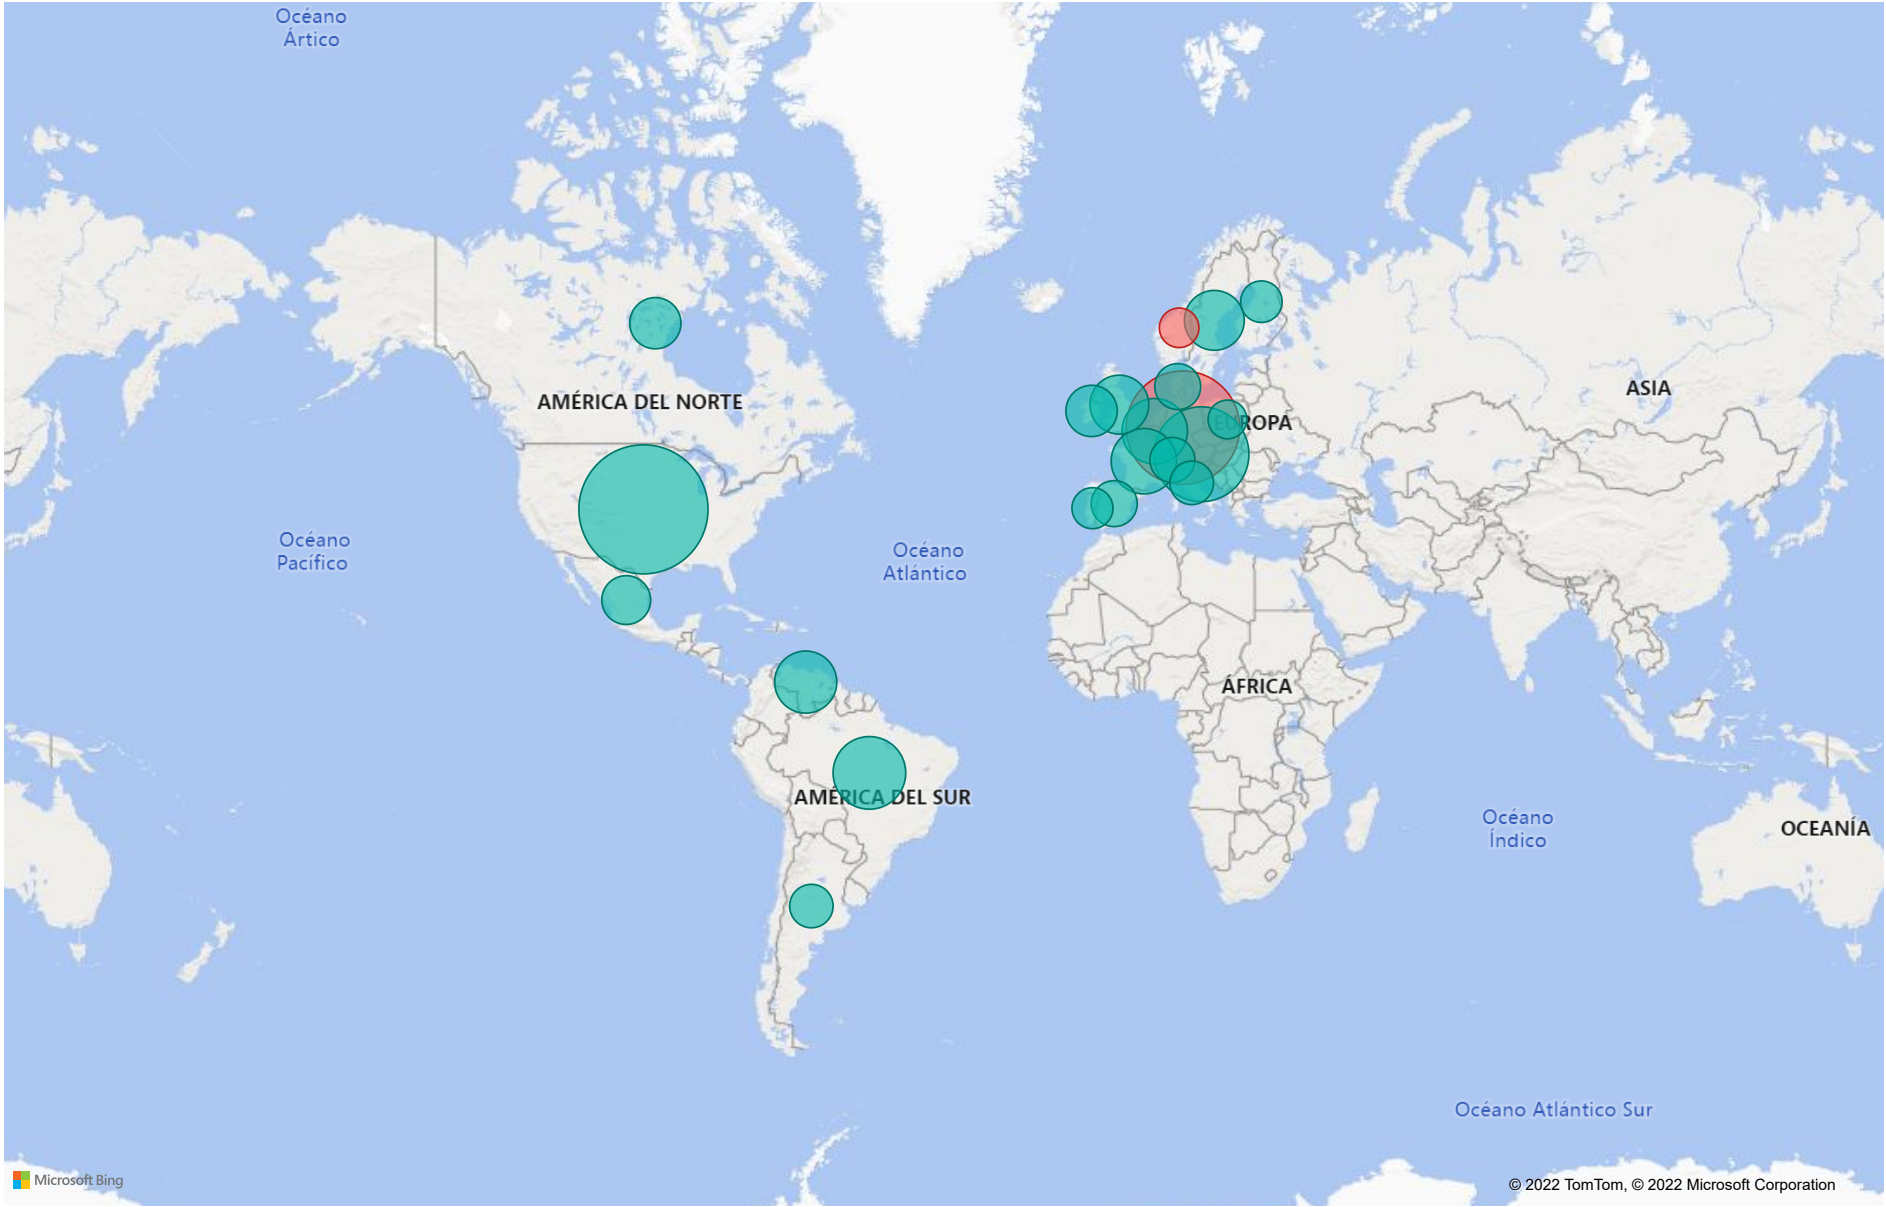 Océano
Ártico
AMÉRICA DEL NORTE
EUROPA
ASIA
Océano
Pacífico
Océano
Atlántico
ÁFRICA
AMÉRICA DEL SUR
Océano
Índico
OCEANÍA
Océano Atlántico Sur
Microsoft Bing
© 2022 TomTom, © 2022 Microsoft Corporation